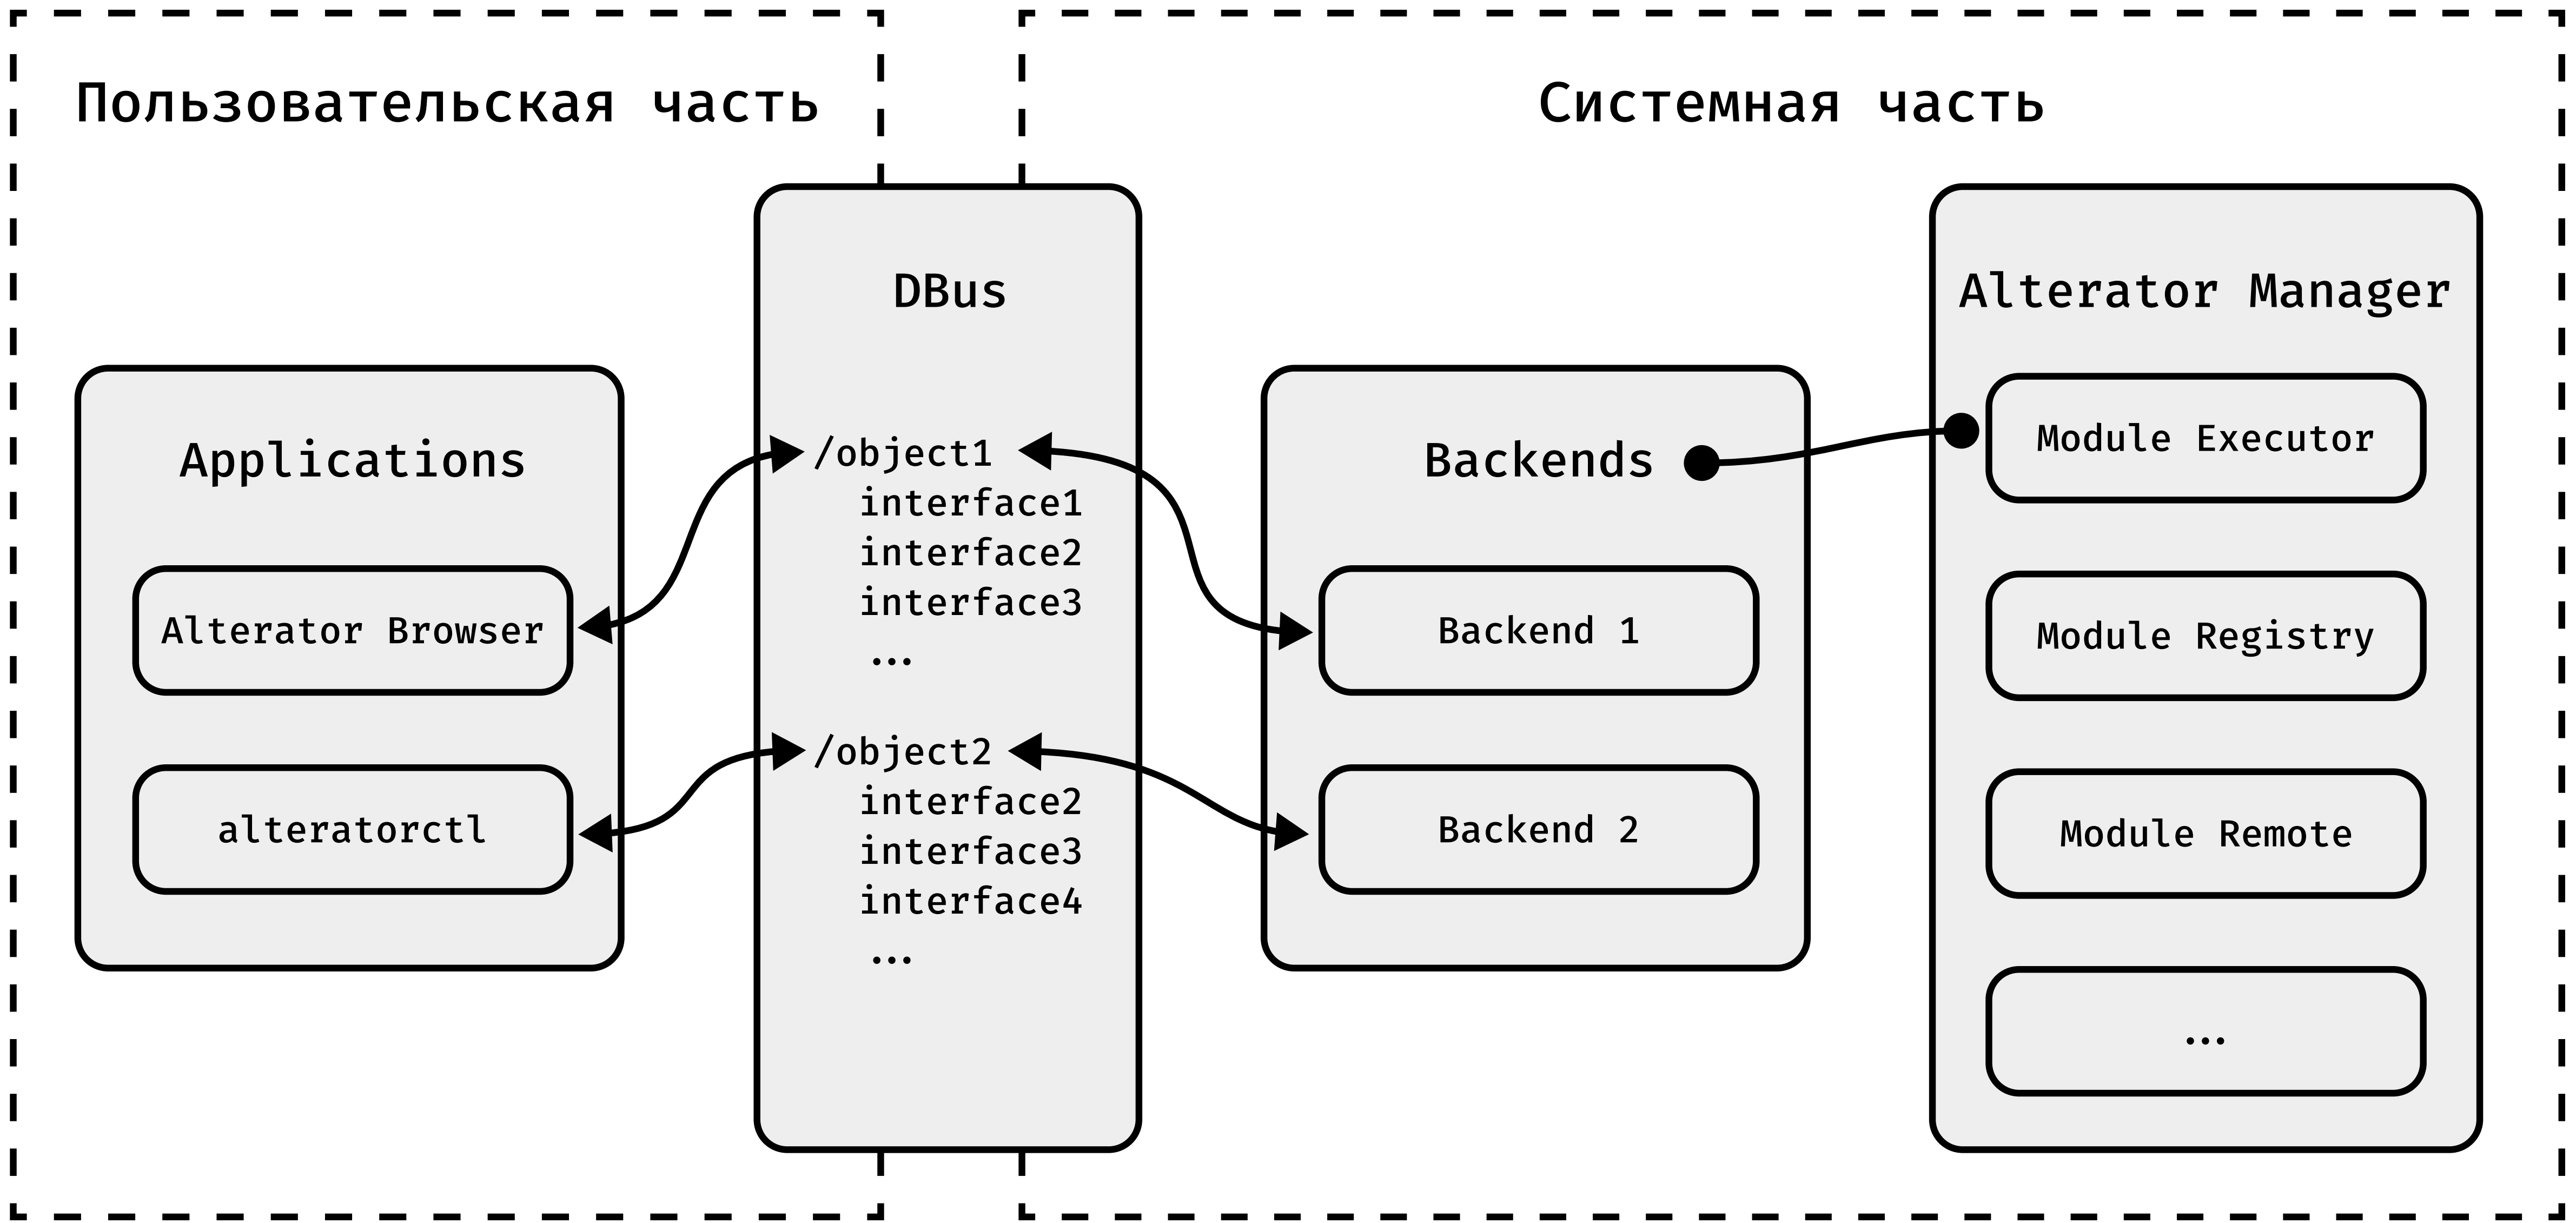 Пользовательская часть
Системная часть
Applications
Alterator Browser
alteratorctl
DBus
/object1
interface1
interface2
interface3
...
/object2
interface2
interface3
interface4
...
Backends
Backend 1
Backend 2
Alterator Manager
Module Executor
Module Registry
Module Remote
...